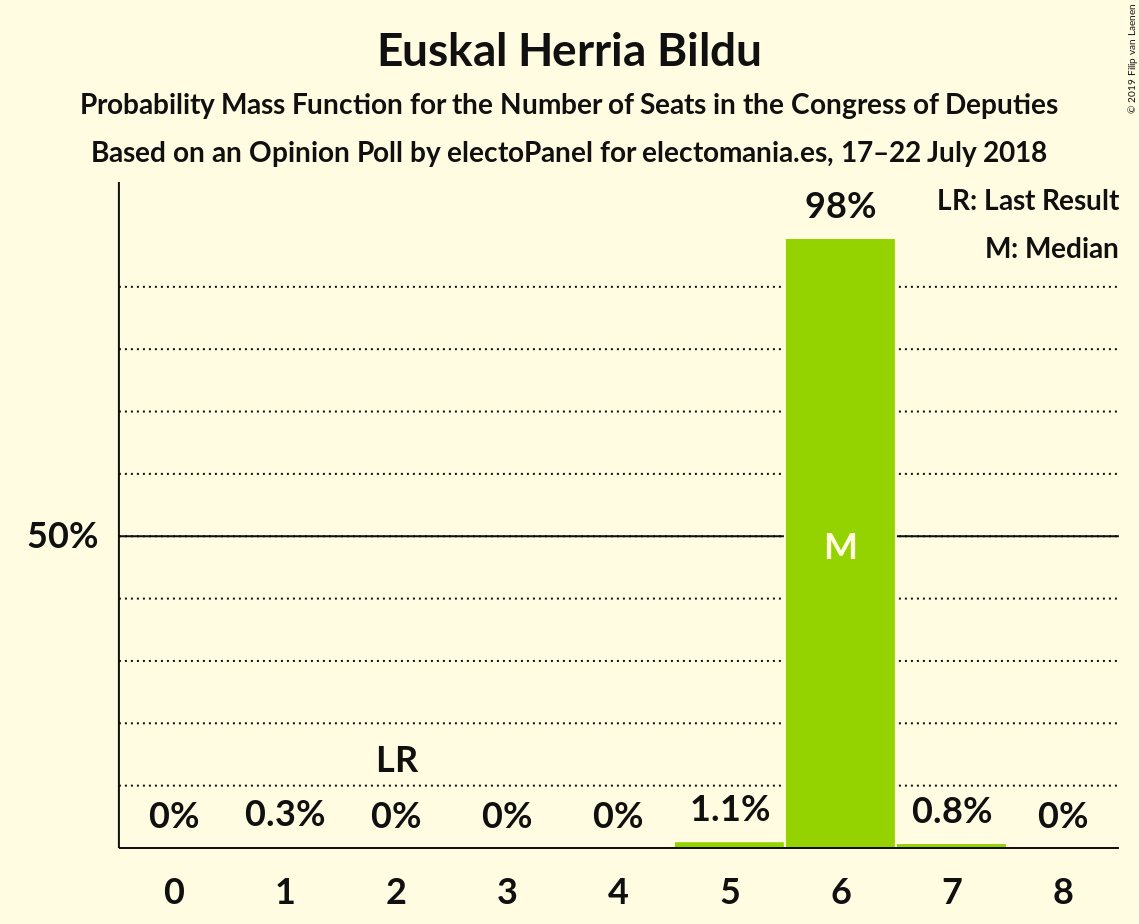 Euskal Herria Bildu
Probability Mass Function for the Number of Seats in the Congress of Deputies
Based on an Opinion Poll by electoPanel for electomania.es, 17–22 July 2018
© 2019 Filip van Laenen
LR: Last Result
M: Median
98%
50%
M
LR
0%
0.3%
0%
0%
0%
1.1%
0.8%
0%
0
1
2
3
4
5
6
7
8